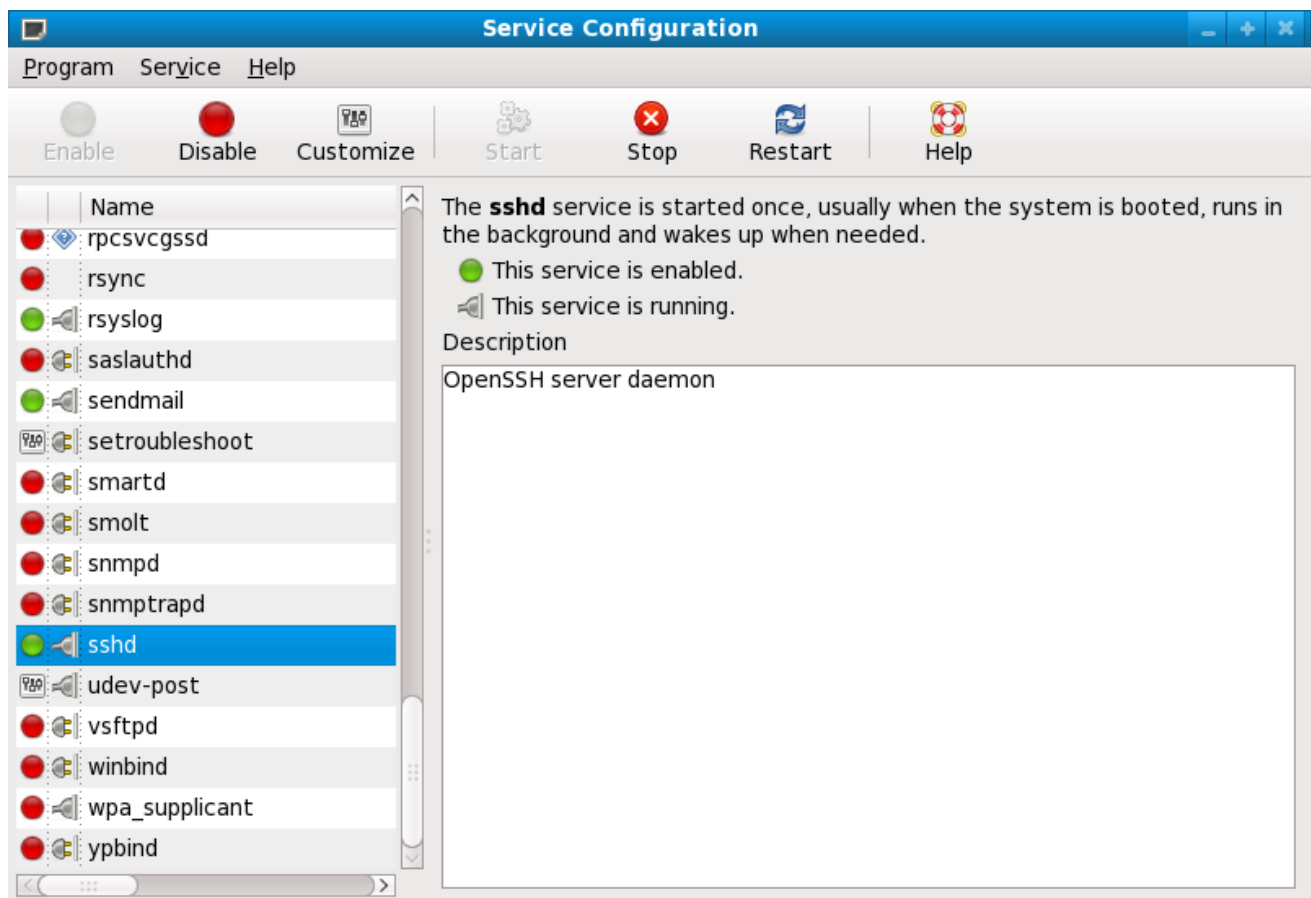 Service Configuration
Program Service Help
Enable Disable Customize Start Stop Restart Help
Name
rpcsvcgssd
rsync
rsyslog
saslauthd
sendmail
setroubleshoot
smartd
smolt
snmpd
snmptrapd
sshd
udev-post
vsftpd
winbind
wpa_supplicant
ypbind
The sshd service is started once, usually when the system is booted, runs in
the background and wakes up when needed.
This service is enabled.
This service is running.
Description
OpenSSH server daemon